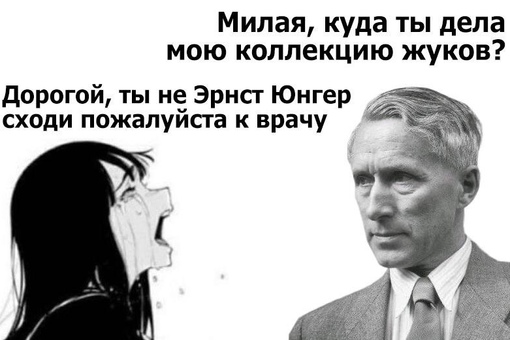 Милая, куда ты дела
мою коллекцию жуков?
Дорогой, ты не Эрнст Юнгер
сходи пожалуйста к врачу